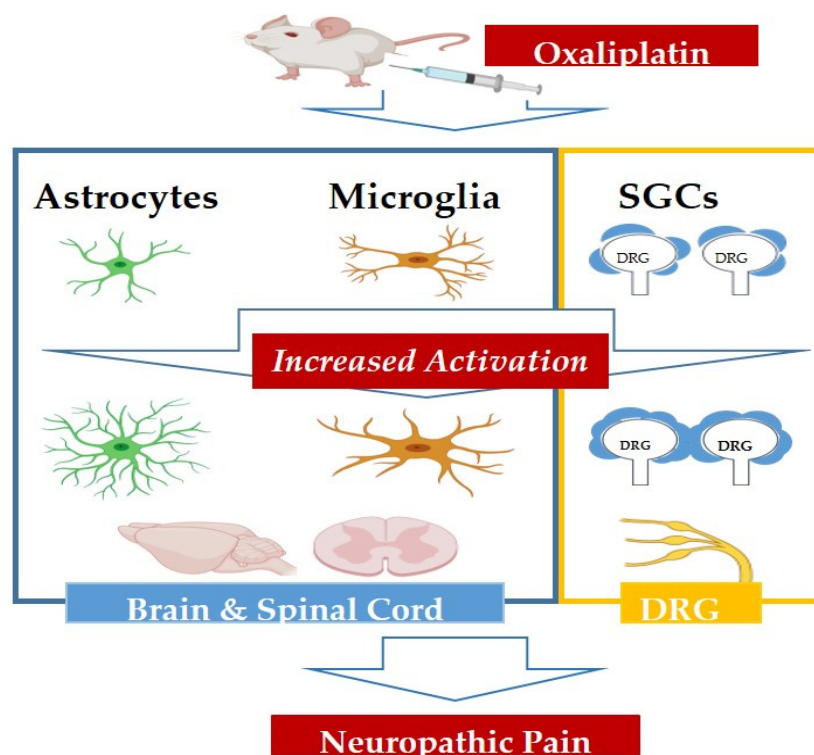 Oxaliplatin
Astrocytes
Microglia
SGCs
DRG
DRG
Increased Activation
DRG
DRG
Brain & Spinal Cord
DRG
Neuropathic Pain